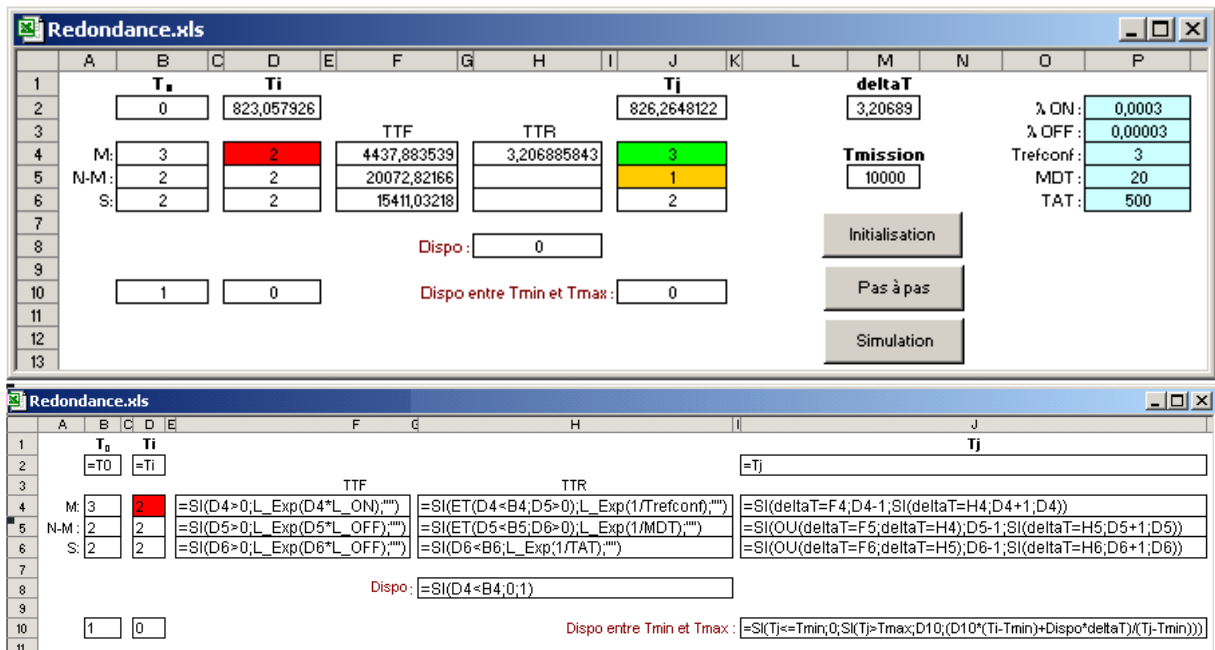 Redondance.xls
A B C D E F G H I J K L M N O P
1 T₀ Ti Tj deltaT
2 0 823,057926 826,2648122 3,20689 λ ON : 0,0003
3 TTF TTR λ OFF : 0,00003
4 M: 3 2 4437,883539 3,206885843 3 Tmission Trefconf : 3
5 N-M : 2 2 20072,82166 1 10000 MDT : 20
6 S: 2 2 15411,03218 2 TAT : 500
7 Initialisation
8 Dispo : 0
9
10 1 0 Dispo entre Tmin et Tmax : 0 Pas à pas
11
12 Simulation
13
Redondance.xls
A B C D E F G H I J
1 T₀ Ti Tj
2 =T0 =Ti =Tj
3 TTF TTR
4 M: 3 2 =SI(D4>0;L_Exp(D4*L_ON);"") =SI(ET(D4<B4;D5>0);L_Exp(1/Trefconf);"") =SI(deltaT=F4;D4-1;SI(deltaT=H4;D4+1;D4))
5 N-M : 2 2 =SI(D5>0;L_Exp(D5*L_OFF);"") =SI(ET(D5<B5;D6>0);L_Exp(1/MDT);"") =SI(OU(deltaT=F5;deltaT=H4);D5-1;SI(deltaT=H5;D5+1;D5))
6 S: 2 2 =SI(D6>0;L_Exp(D6*L_OFF);"") =SI(D6<B6;L_Exp(1/TAT);"") =SI(OU(deltaT=F6;deltaT=H5);D6-1;SI(deltaT=H6;D6+1;D6))
7
8 Dispo : =SI(D4<B4;0;1)
9
10 1 0 Dispo entre Tmin et Tmax : =SI(Tj<=Tmin;0;SI(Tj>Tmax;D10;(D10*(Ti-Tmin)+Dispo*deltaT)/(Tj-Tmin)))
11